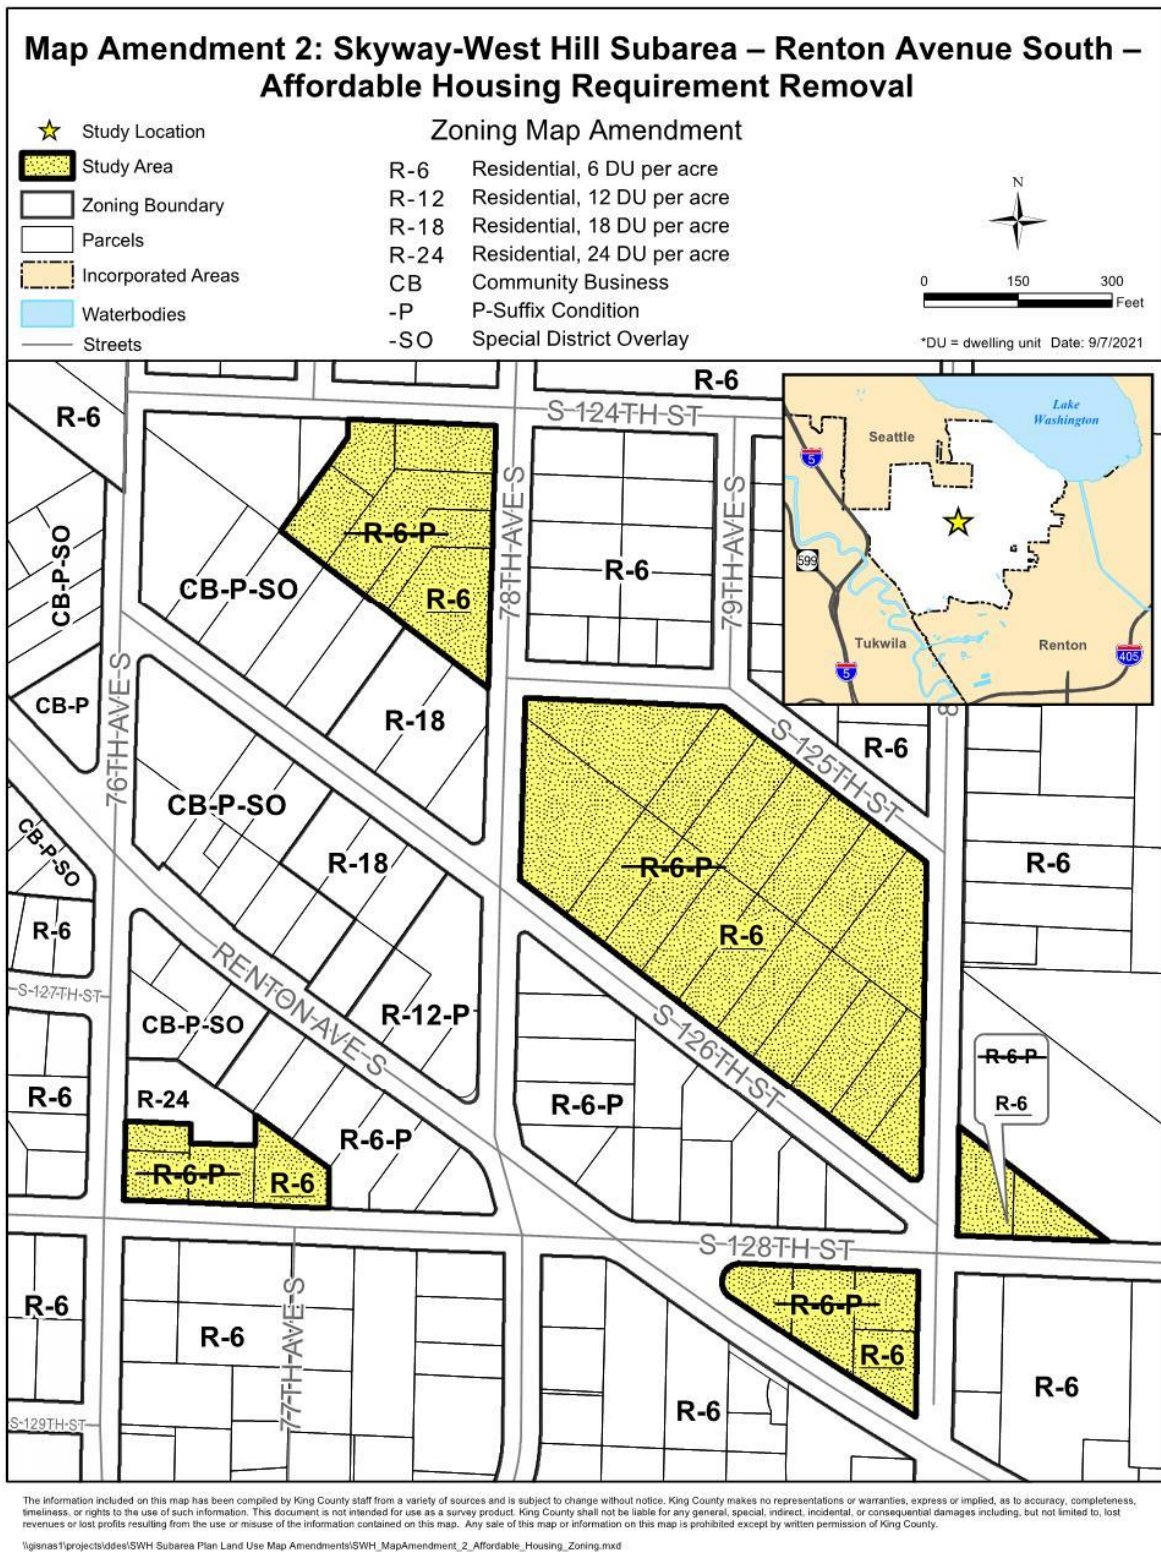 Map Amendment 2: Skyway-West Hill Subarea – Renton Avenue South –
Affordable Housing Requirement Removal
Study Location
Study Area
Zoning Boundary
Parcels
Incorporated Areas
Waterbodies
Streets
Zoning Map Amendment
R-6 Residential, 6 DU per acre
R-12 Residential, 12 DU per acre
R-18 Residential, 18 DU per acre
R-24 Residential, 24 DU per acre
CB Community Business
-P P-Suffix Condition
-SO Special District Overlay
N
0 150 300
Feet
*DU = dwelling unit Date: 9/7/2021
R-6
R-6
S 124TH ST
Lake
Washington
Seattle
5
599
Tukwila
Renton
405
5
CB-P-SO
R-6-P
R-6
CB-P-SO
78TH AVE S
R-6
79TH AVE S
CB-P
76TH AVE S
R-18
S 125TH ST
R-6
8
CB-P-SO
R-18
CB-P-SO
R-6-P
R-6
R-6
R-6
S 127TH ST
RENTON AVE S
R-12-P
CB-P-SO
S 126TH ST
R-6-P
R-6
R-6
R-24
R-6-P
R-6-P
R-6-P
R-6
S 128TH ST
R-6
R-6
77TH AVE S
R-6-P
R-6
R-6
R-6
S 129TH ST
The information included on this map has been compiled by King County staff from a variety of sources and is subject to change without notice. King County makes no representations or warranties, express or implied, as to accuracy, completeness,
timeliness, or rights to the use of such information. This document is not intended for use as a survey product. King County shall not be liable for any general, special, indirect, incidental, or consequential damages including, but not limited to, lost
revenues or lost profits resulting from the use or misuse of the information contained on this map. Any sale of this map or information on this map is prohibited except by written permission of King County.
\\gisnas1\projects\ddes\SWH Subarea Plan Land Use Map Amendments\SWH_MapAmendment_2_Affordable_Housing_Zoning.mxd